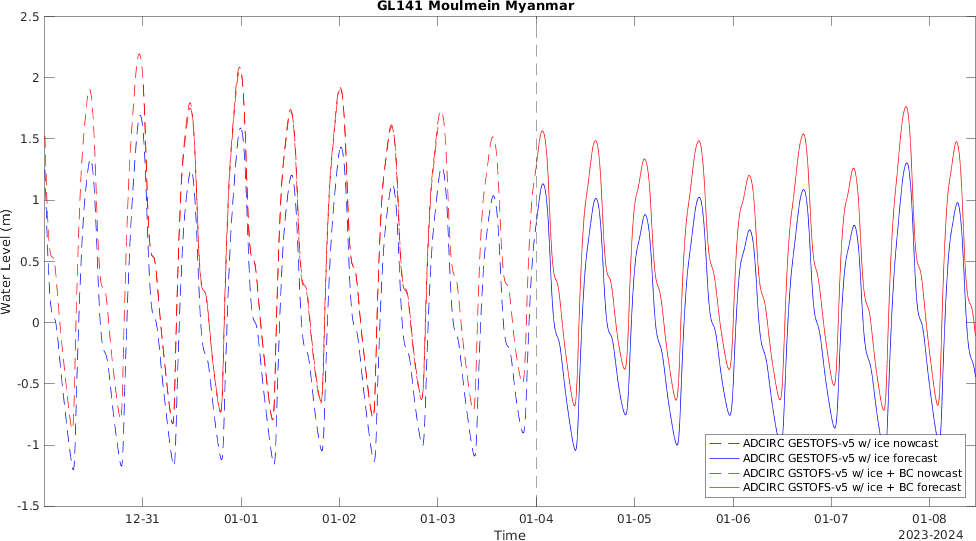 GL141 Moulmein Myanmar
2.5
2
1.5
1
0.5
0
-0.5
-1
-1.5
Water Level (m)
ADCIRC GESTOFS-v5 w/ ice nowcast
ADCIRC GESTOFS-v5 w/ ice forecast
ADCIRC GSTOFS-v5 w/ ice + BC nowcast
ADCIRC GSTOFS-v5 w/ ice + BC forecast
12-31 01-01 01-02 01-03 01-04 01-05 01-06 01-07 01-08
Time
2023-2024